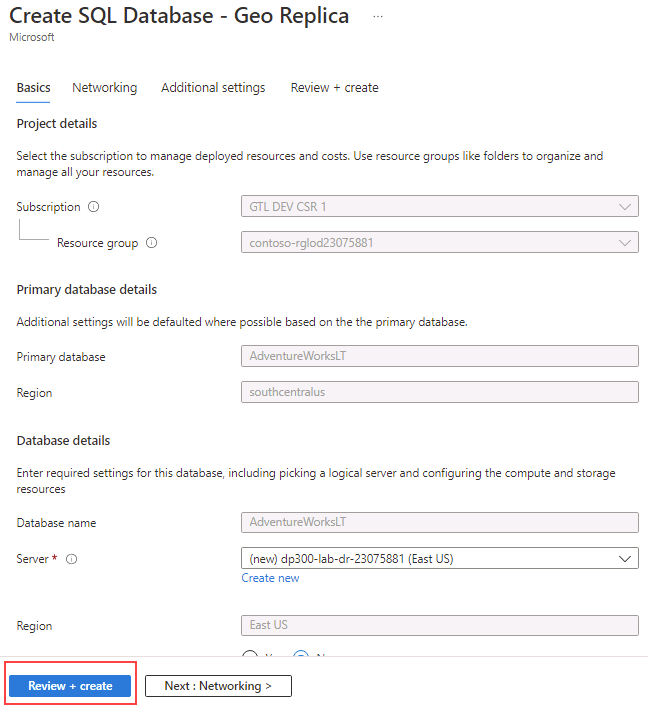 Create SQL Database - Geo Replica ...
Microsoft
Basics Networking Additional settings Review + create
Project details
Select the subscription to manage deployed resources and costs. Use resource groups like folders to organize and
manage all your resources.
Subscription GTL DEV CSR 1
Resource group contoso-rglod23075881
Primary database details
Additional settings will be defaulted where possible based on the the primary database.
Primary database AdventureWorksLT
Region southcentralus
Database details
Enter required settings for this database, including picking a logical server and configuring the compute and storage
resources
Database name AdventureWorksLT
Server * (new) dp300-lab-dr-23075881 (East US)
Create new
Region East US
Review + create Next : Networking >